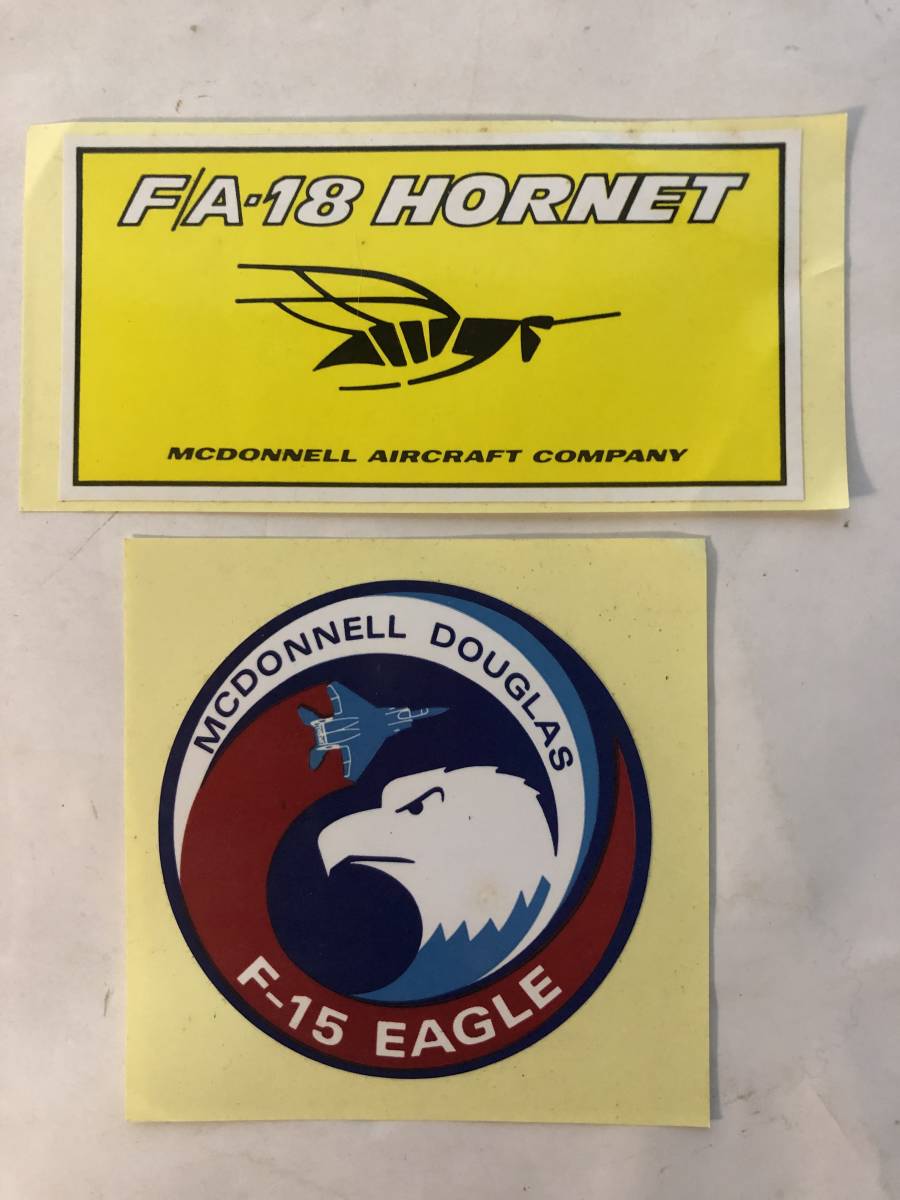 F/A-18 HORNET
MCDONNELL AIRCRAFT COMPANY
MCDONNELL DOUGLAS
F-15 EAGLE